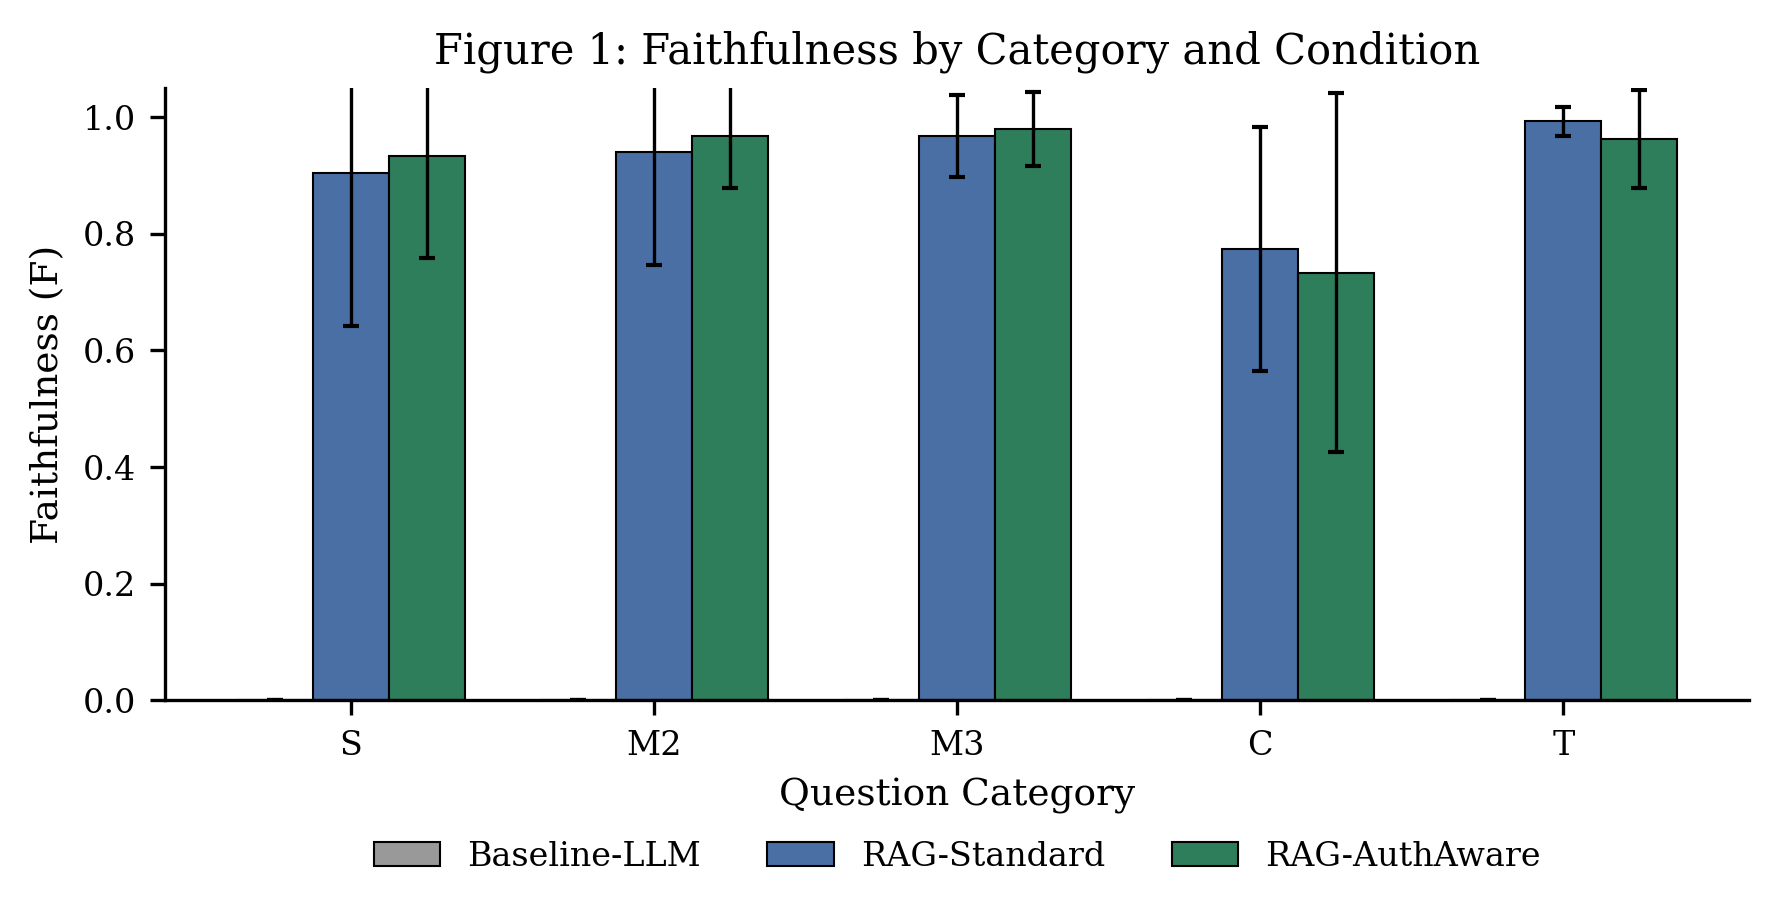 Figure 1: Faithfulness by Category and Condition
1.0
0.8
0.6
0.4
0.2
0.0
Faithfulness (F)
S M2 M3 C T
Question Category
Baseline-LLM RAG-Standard RAG-AuthAware